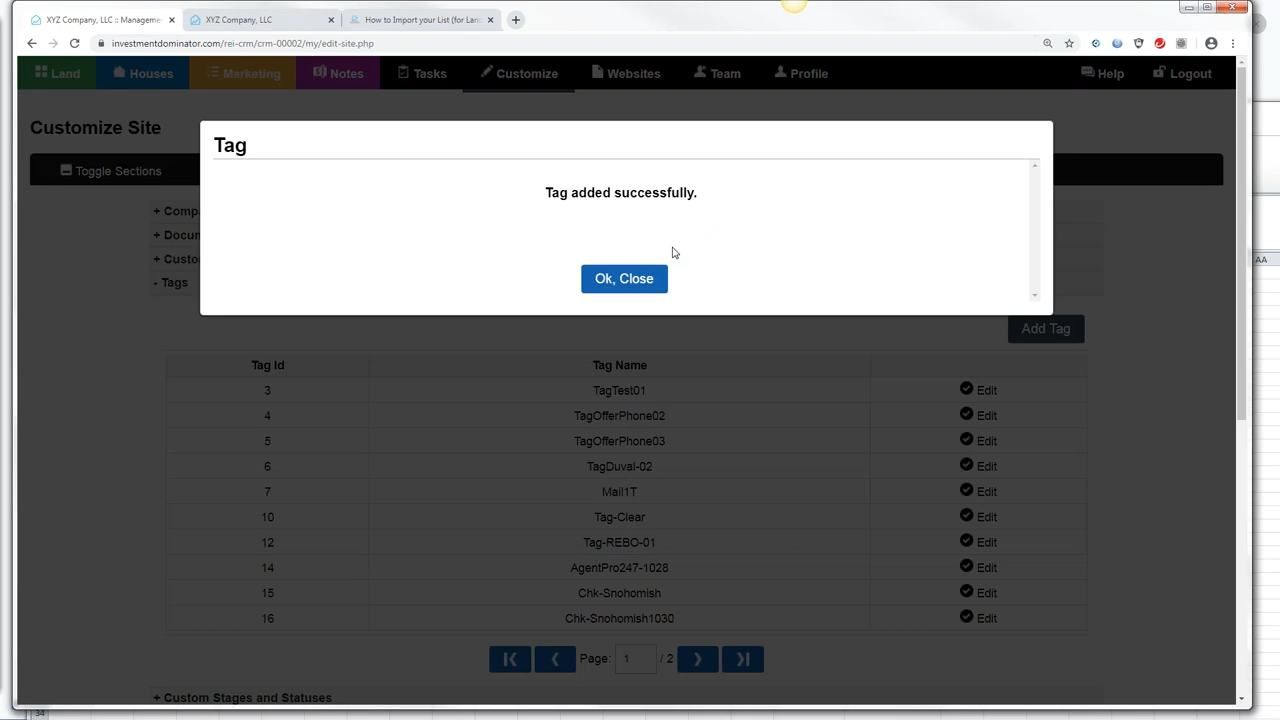 XYZ Company, LLC :: Manageme
XYZ Company, LLC
How to Import your List (for Lan
investmentdominator.com/rei-crm/crm-00002/my/edit-site.php
Land Houses Marketing Notes Tasks Customize Websites Team Profile Help Logout
Customize Site
Toggle Sections
+ Compa
+ Docum
+ Custo
- Tags
Tag
Tag added successfully.
Ok, Close
AA
Add Tag
Tag Id Tag Name
3 TagTest01 Edit
4 TagOfferPhone02 Edit
5 TagOfferPhone03 Edit
6 TagDuval-02 Edit
7 Mail1T Edit
10 Tag-Clear Edit
12 Tag-REBO-01 Edit
14 AgentPro247-1028 Edit
15 Chk-Snohomish Edit
16 Chk-Snohomish1030 Edit
Page: 1 / 2
+ Custom Stages and Statuses
34